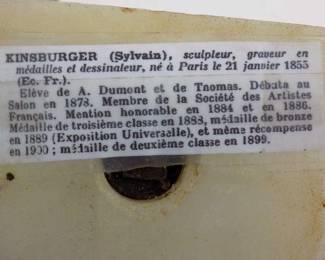 KINSBURGER (Sylvain), sculpteur, graveur en
médailles et dessinateur, né à Paris le 21 janvier 1855
(Ec. Fr.).
Elève de A. Dumont et de Thomas. Débuta au
Salon en 1878. Membre de la Société des Artistes
Français. Mention honorable en 1884 et en 1886.
Médaille de troisième classe en 1888, médaille de bronze
en 1889 (Exposition Universelle), et même récompense
en 1900 ; médaille de deuxième classe en 1899.